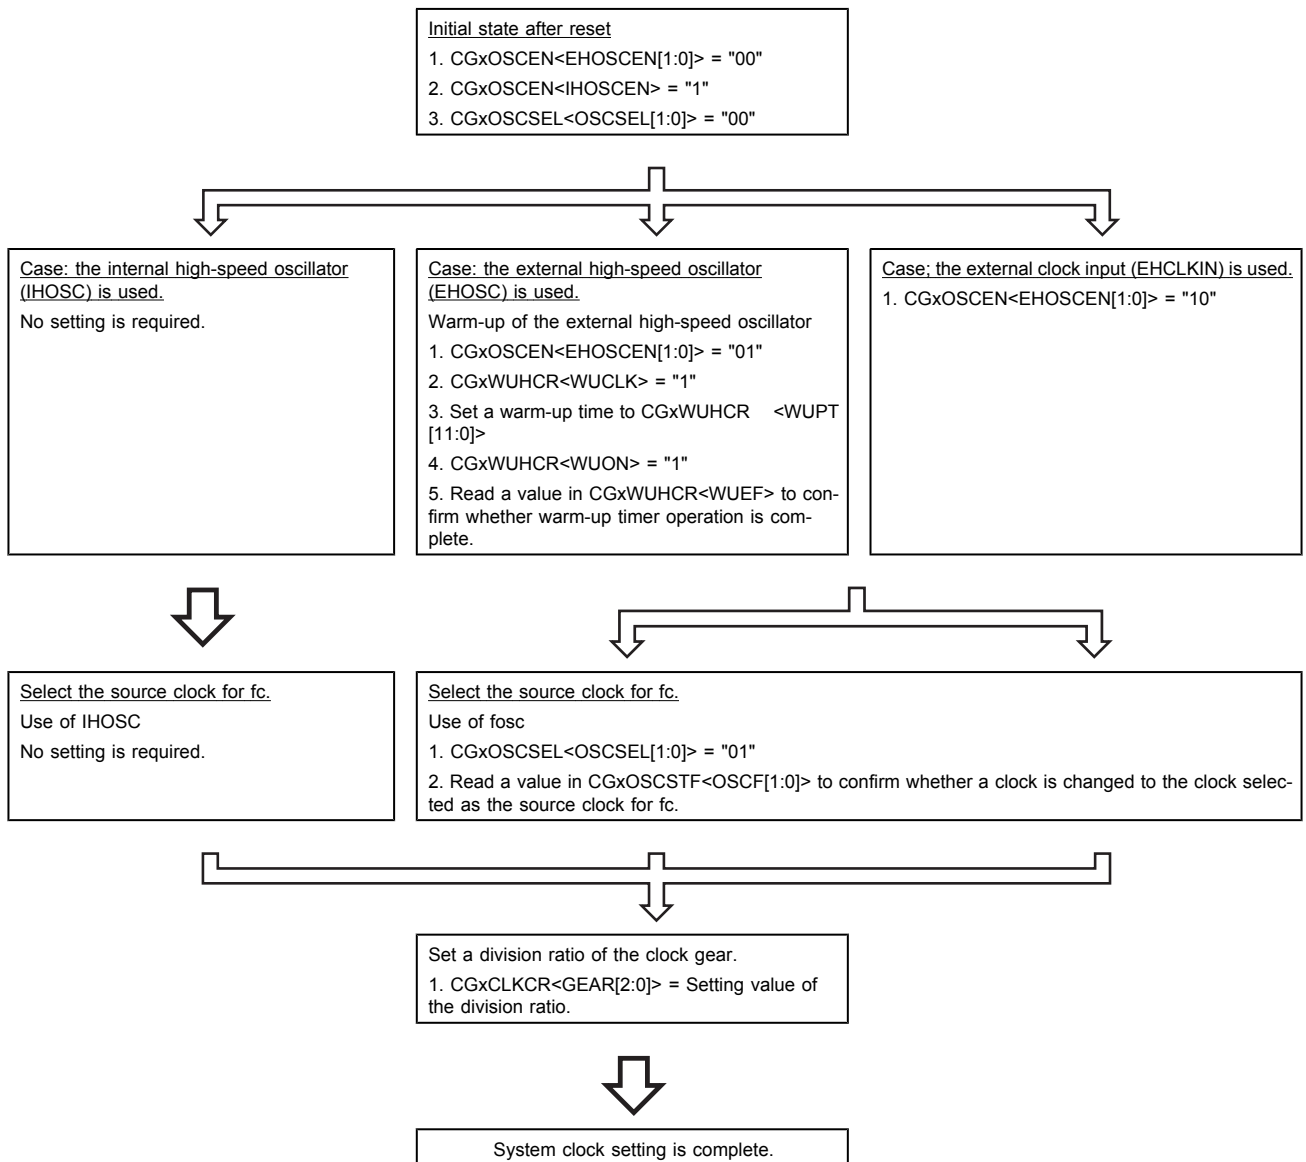 Initial state after reset
1. CGxOSCEN<EHOSCEN[1:0]> = "00"
2. CGxOSCEN<IHOSCEN> = "1"
3. CGxOSCSEL<OSCSEL[1:0]> = "00"
Case: the internal high-speed oscillator
(IHOSC) is used.
No setting is required.
Case: the external high-speed oscillator
(EHOSC) is used.
Warm-up of the external high-speed oscillator
1. CGxOSCEN<EHOSCEN[1:0]> = "01"
2. CGxWUHCR<WUCLK> = "1"
3. Set a warm-up time to CGxWUHCR <WUPT
[11:0]>
4. CGxWUHCR<WUON> = "1"
5. Read a value in CGxWUHCR<WUEF> to con-
firm whether warm-up timer operation is com-
plete.
Case; the external clock input (EHCLKIN) is used.
1. CGxOSCEN<EHOSCEN[1:0]> = "10"
Select the source clock for fc.
Use of IHOSC
No setting is required.
Select the source clock for fc.
Use of fosc
1. CGxOSCSEL<OSCSEL[1:0]> = "01"
2. Read a value in CGxOSCSTF<OSCF[1:0]> to confirm whether a clock is changed to the clock selec-
ted as the source clock for fc.
Set a division ratio of the clock gear.
1. CGxCLKCR<GEAR[2:0]> = Setting value of
the division ratio.
System clock setting is complete.